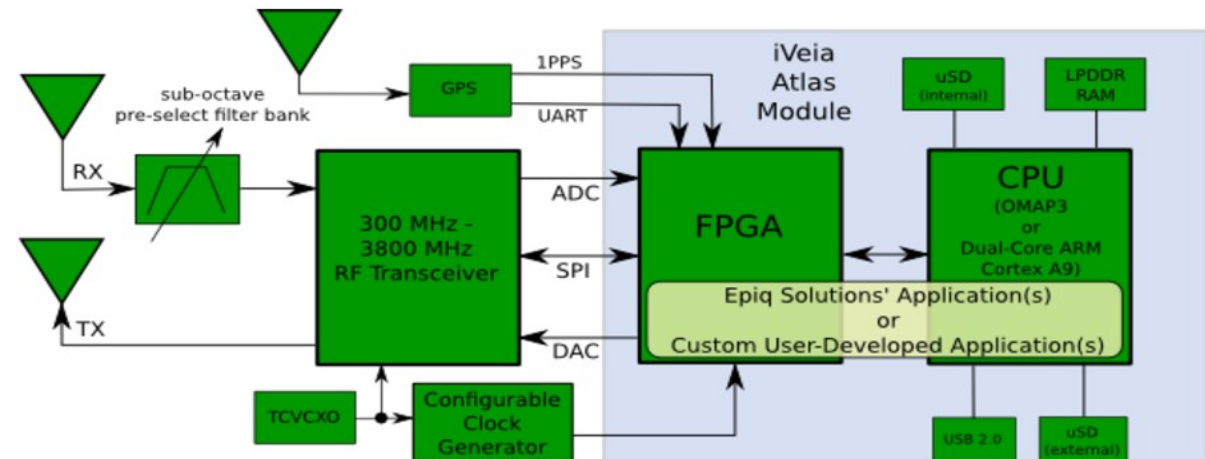 iVeia
Atlas
Module
1PPS
GPS
UART
uSD
(internal)
LPDDR
RAM
sub-octave
pre-select filter bank
RX
ADC
300 MHz -
3800 MHz
RF Transceiver
SPI
FPGA
CPU
(OMAP3
or
Dual-Core ARM
Cortex A9)
Epiq Solutions' Application(s)
or
Custom User-Developed Application(s)
TX
DAC
TCVCXO
Configurable
Clock
Generator
USB 2.0
uSD
(external)